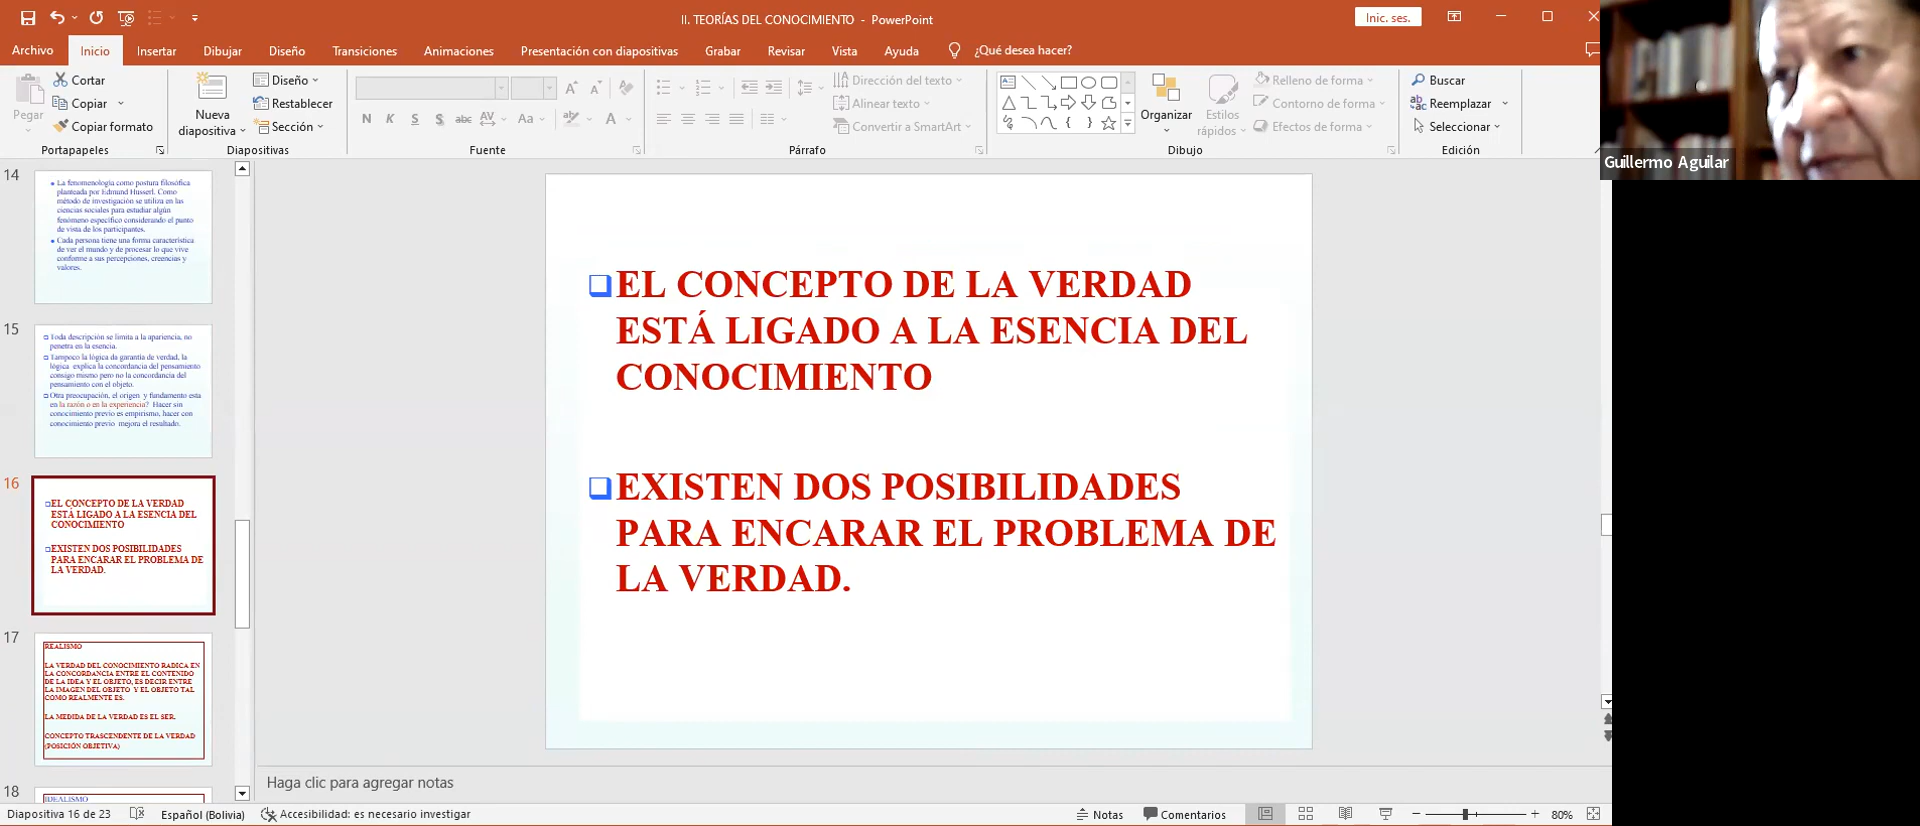 II. TEORÍAS DEL CONOCIMIENTO - PowerPoint
Inic. ses.
Archivo Inicio Insertar Dibujar Diseño Transiciones Animaciones Presentación con diapositivas Grabar Revisar Vista Ayuda ¿Qué desea hacer?
Pegar
Cortar
Copiar
Copiar formato
Portapapeles
Nueva
diapositiva
Diseño
Restablecer
Sección
Diapositivas
N K S S abc AV Aa A
Fuente
Dirección del texto
Alinear texto
Convertir a SmartArt
Párrafo
Organizar
Estilos
rápidos
Relleno de forma
Contorno de forma
Efectos de forma
Dibujo
Buscar
Reemplazar
Seleccionar
Edición
Guillermo Aguilar
14
La fenomenología como postura filosófica
planteada por Edmund Husserl. Como
método de investigación se utiliza en las
ciencias sociales para estudiar algún
fenómeno específico considerando el punto
de vista de los participantes.
Cada persona tiene una forma característica
de ver el mundo y de procesar lo que vive
conforme a sus percepciones, creencias y
valores.
15
Toda descripción se limita a la apariencia, no
penetra en la esencia.
Tampoco la lógica da garantía de verdad, la
lógica explica la concordancia del pensamiento
consigo mismo pero no la concordancia del
pensamiento con el objeto.
Otra preocupación, el origen y fundamento esta
en la razón o en la experiencia? Hacer sin
conocimiento previo es empirismo, hacer con
conocimiento previo mejora el resultado.
16
EL CONCEPTO DE LA VERDAD
ESTÁ LIGADO A LA ESENCIA DEL
CONOCIMIENTO
EXISTEN DOS POSIBILIDADES
PARA ENCARAR EL PROBLEMA DE
LA VERDAD.
17
REALISMO
LA VERDAD DEL CONOCIMIENTO RADICA EN
LA CONCORDANCIA ENTRE EL CONTENIDO
DE LA IDEA Y EL OBJETO, ES DECIR ENTRE
LA IMAGEN DEL OBJETO Y EL OBJETO TAL
COMO REALMENTE ES.
LA MEDIDA DE LA VERDAD ES EL SER.
CONCEPTO TRASCENDENTE DE LA VERDAD
(POSICIÓN OBJETIVA)
18
IDEALISMO
EL CONCEPTO DE LA VERDAD
ESTÁ LIGADO A LA ESENCIA DEL
CONOCIMIENTO
EXISTEN DOS POSIBILIDADES
PARA ENCARAR EL PROBLEMA DE
LA VERDAD.
Haga clic para agregar notas
Diapositiva 16 de 23 Español (Bolivia) Accesibilidad: es necesario investigar Notas Comentarios 80%